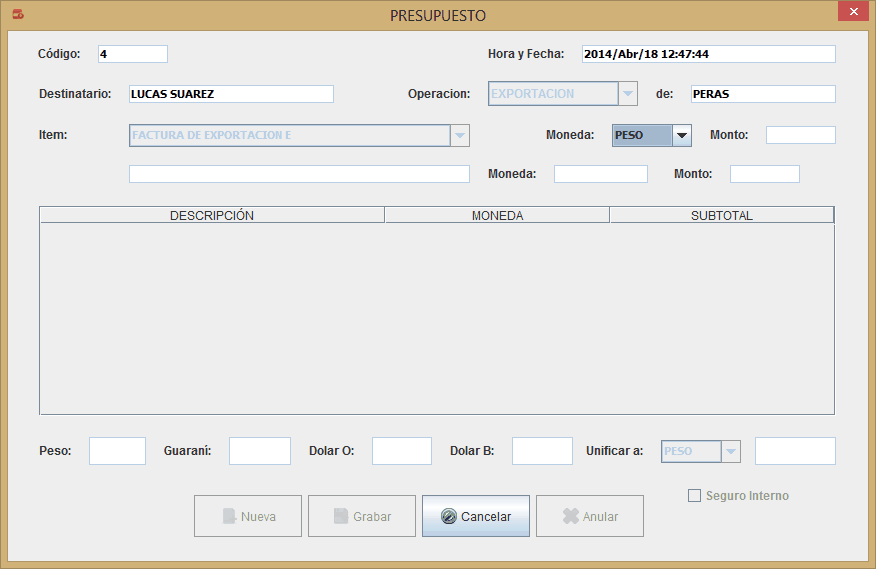 PRESUPUESTO
Código: 4 Hora y Fecha: 2014/Abr/18 12:47:44
Destinatario: LUCAS SUAREZ Operacion: EXPORTACION de: PERAS
Item: FACTURA DE EXPORTACION E Moneda: PESO Monto:
Moneda: Monto:
DESCRIPCIÓN MONEDA SUBTOTAL
Peso: Guaraní: Dolar O: Dolar B: Unificar a: PESO
Seguro Interno
Nueva Grabar Cancelar Anular